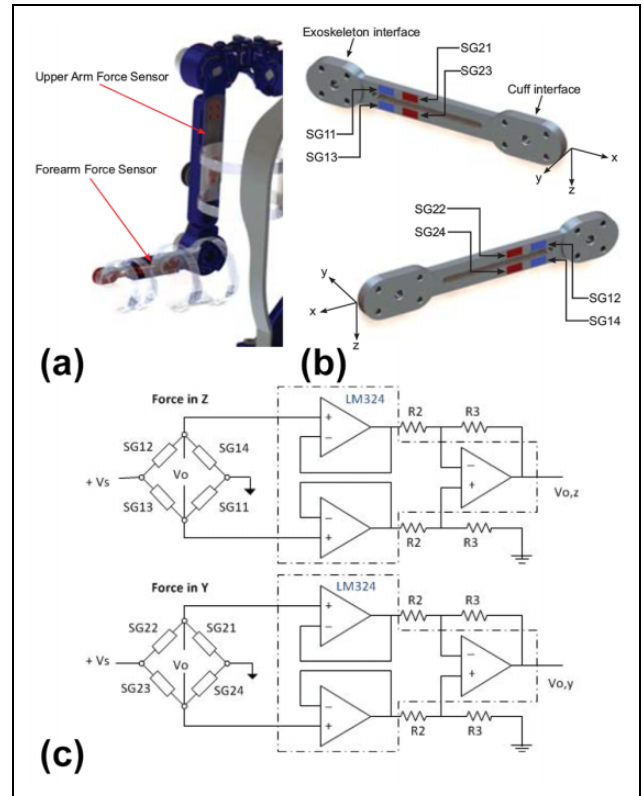 Exoskeleton interface
SG21
SG23
Upper Arm Force Sensor
Cuff interface
SG11
SG13
Forearm Force Sensor
x
y
z
SG22
SG24
y
x
z
SG12
SG14
(a)
(b)
Force in Z
LM324
R2
R3
SG12
SG14
+
−
+ Vs
Vo
−
+
Vo,z
SG13
SG11
−
+
R2
R3
Force in Y
LM324
R2
R3
SG22
SG21
+
−
+ Vs
Vo
−
+
Vo,y
SG23
SG24
−
+
R2
R3
(c)